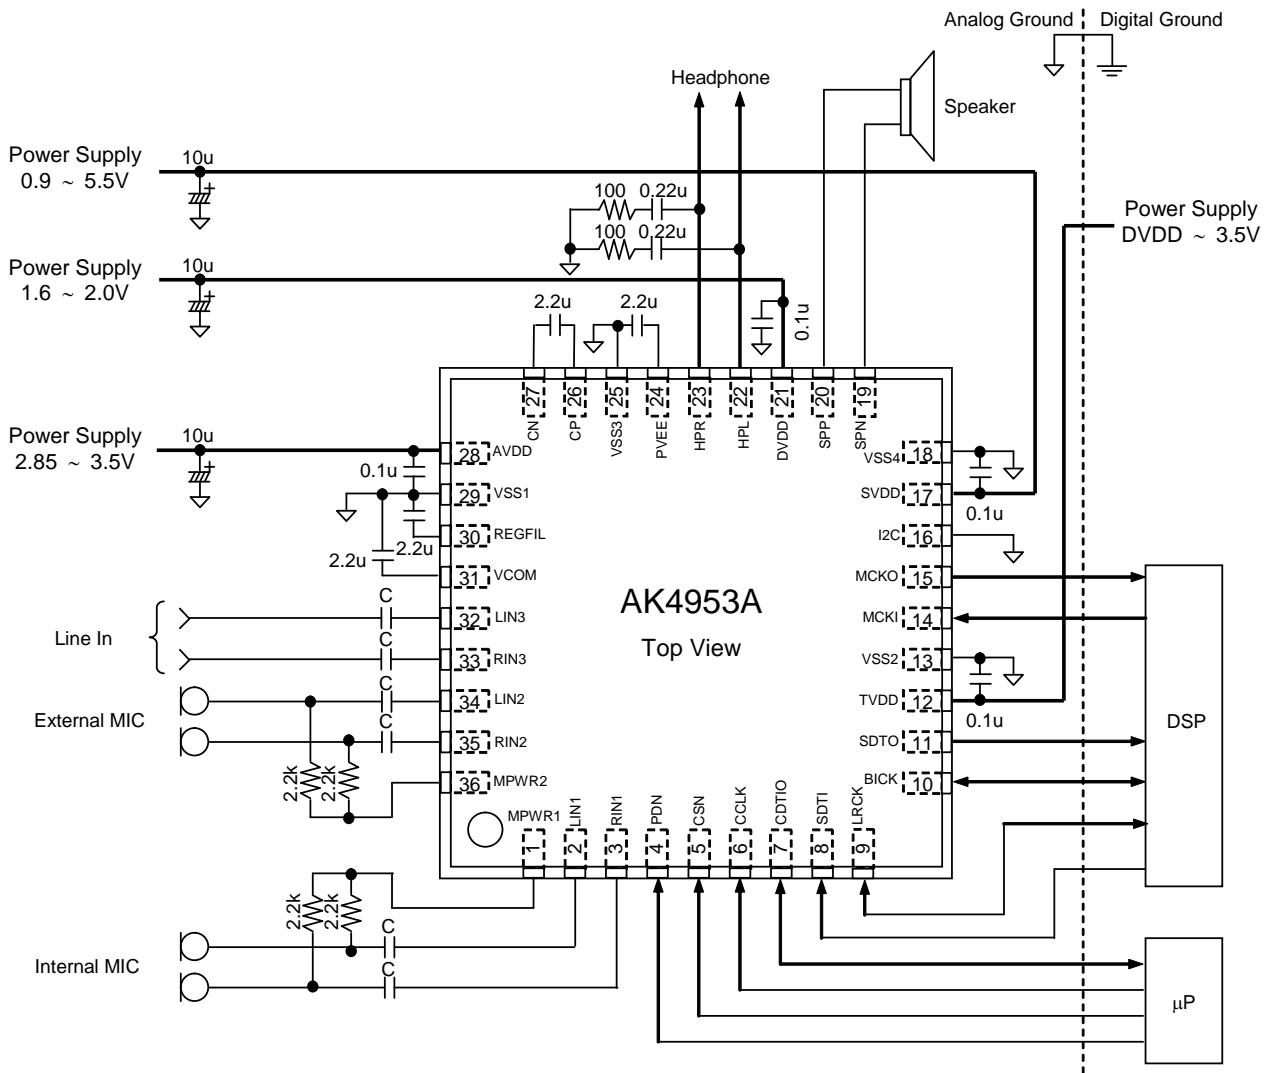 Analog Ground
Digital Ground
Headphone
Speaker
Power Supply
0.9 ~ 5.5V
10u
100
0.22u
100
0.22u
Power Supply
DVDD ~ 3.5V
Power Supply
1.6 ~ 2.0V
10u
2.2u
2.2u
0.1u
27
26
25
24
23
22
21
20
19
CN
CP
VSS3
PVEE
HPR
HPL
DVDD
SPP
SPN
Power Supply
2.85 ~ 3.5V
10u
0.1u
2.2u
2.2u
28 AVDD
29 VSS1
30 REGFIL
31 VCOM
32 LIN3
33 RIN3
34 LIN2
35 RIN2
36 MPWR2
VSS4 18
SVDD 17
0.1u
I2C 16
MCKO 15
MCKI 14
VSS2 13
TVDD 12
0.1u
SDTO 11
BICK 10
AK4953A
Top View
DSP
Line In
C
C
External MIC
C
C
2.2k
2.2k
MPWR1
LIN1
RIN1
PDN
CSN
CCLK
CDTIO
SDTI
LRCK
1
2
3
4
5
6
7
8
9
2.2k
2.2k
Internal MIC
C
C
μP